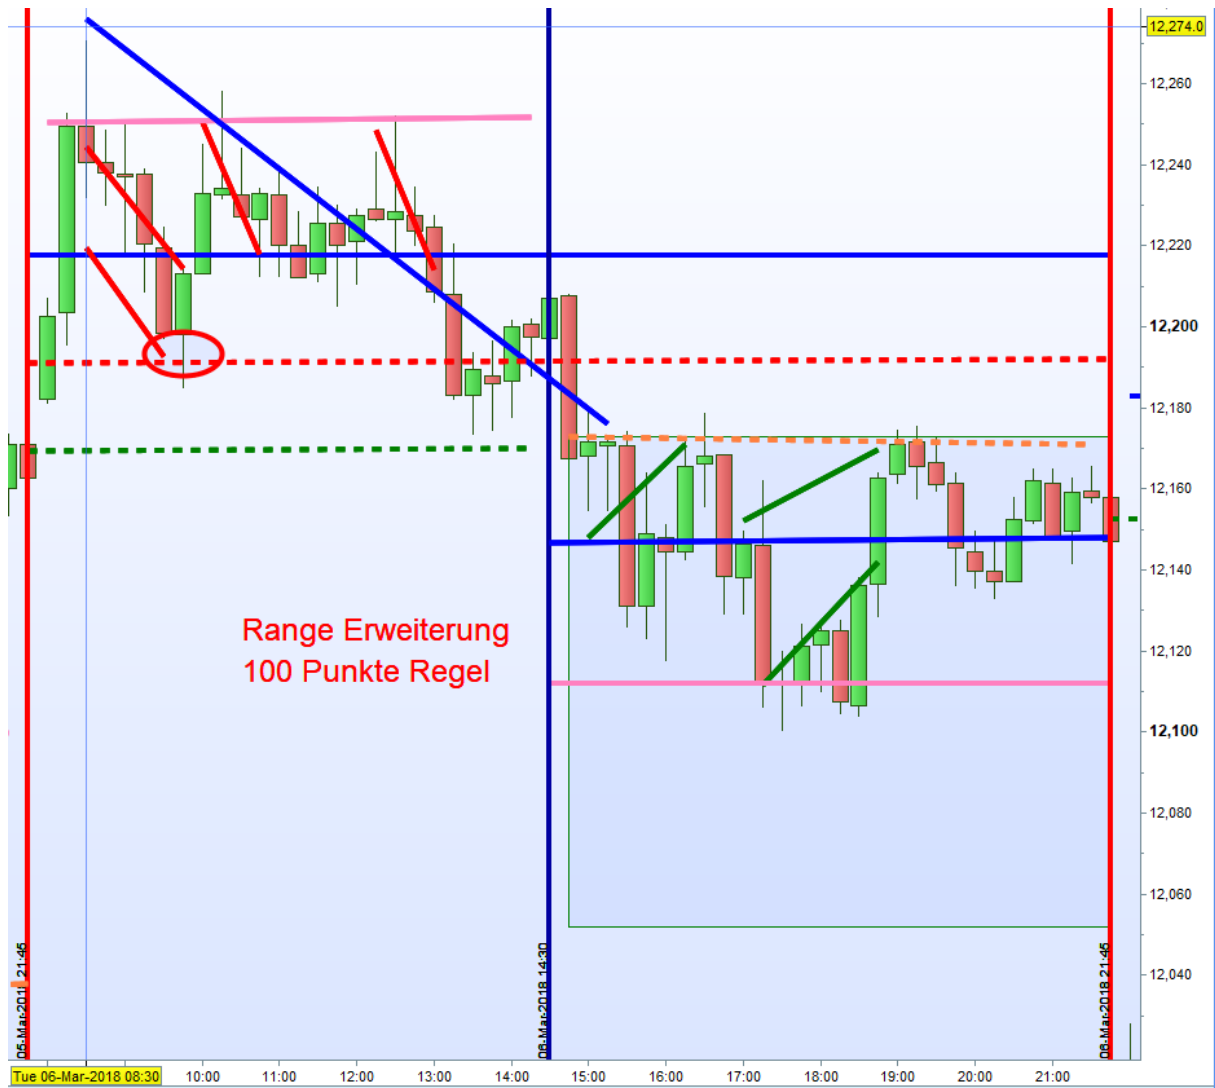 12,274.0
12,260
12,240
12,220
12,200
12,180
12,160
12,140
Range Erweiterung
100 Punkte Regel
12,120
12,100
12,080
12,060
12,040
05-Mar-2018 21:45
06-Mar-2018 14:30
06-Mar-2018 21:45
Tue 06-Mar-2018 08:30 10:00 11:00 12:00 13:00 14:00 15:00 16:00 17:00 18:00 19:00 20:00 21:00